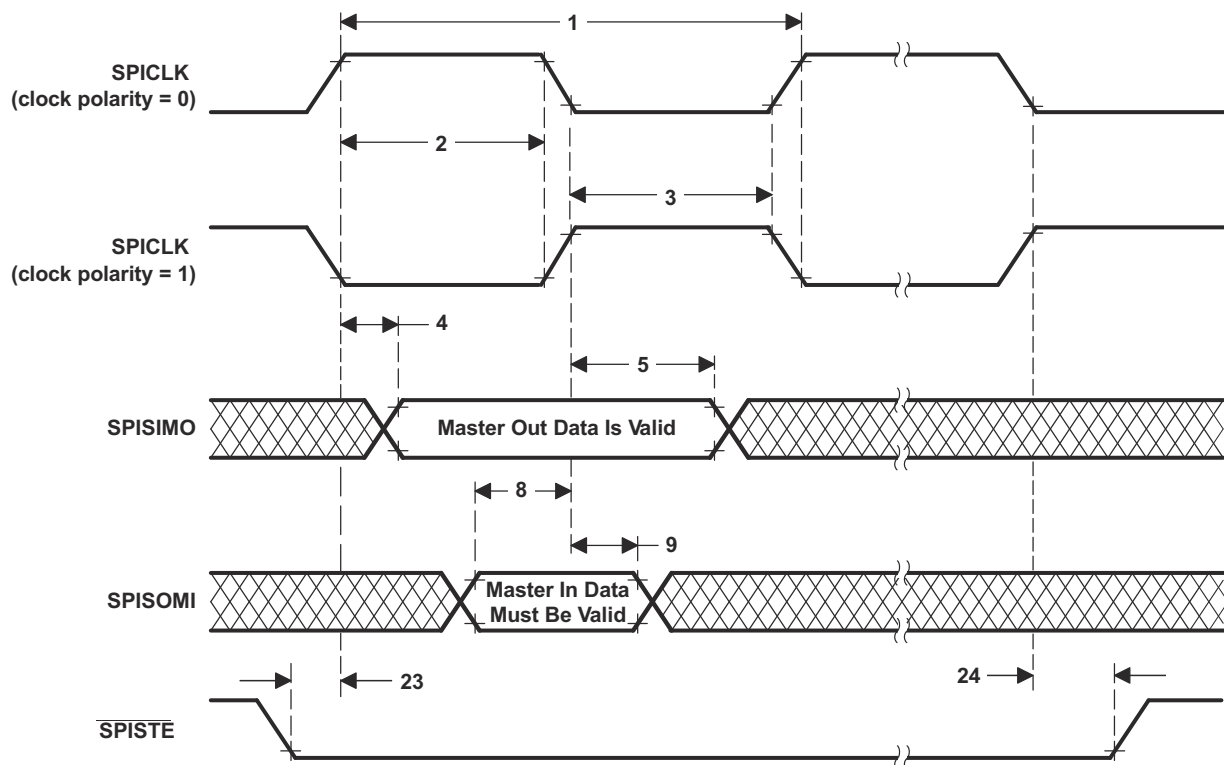 1
SPICLK
(clock polarity = 0)
2
3
SPICLK
(clock polarity = 1)
4
5
SPISIMO
Master Out Data Is Valid
8
9
SPISOMI
Master In Data
Must Be Valid
23
24
SPISTE